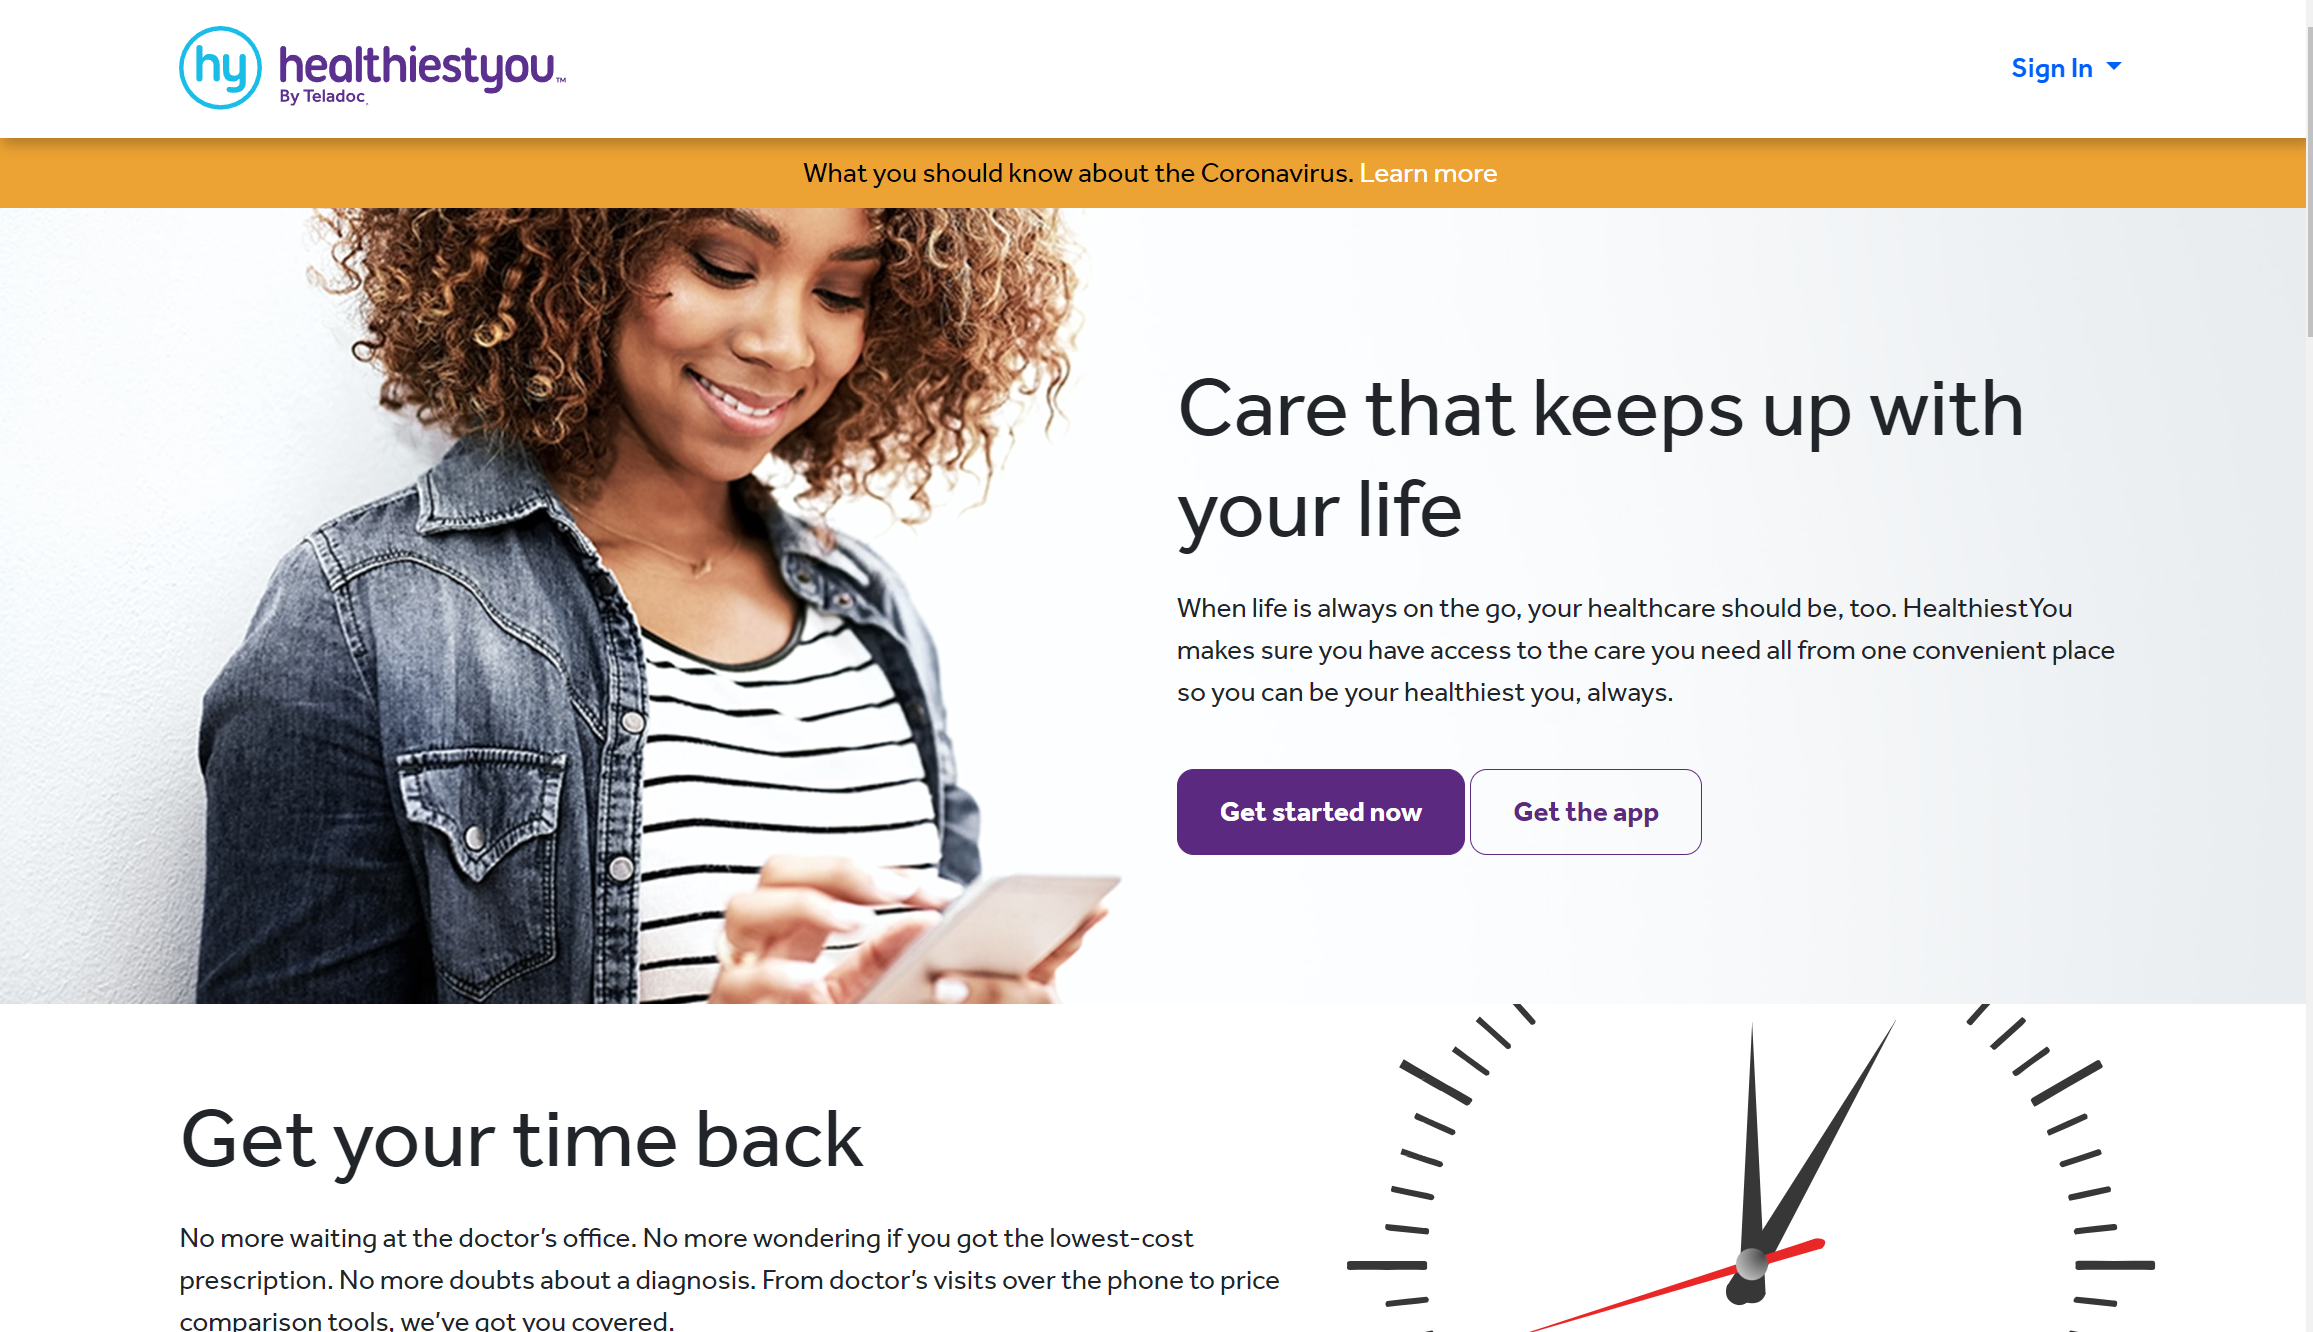 hy healthiestyou™
By Teladoc
Sign In
What you should know about the Coronavirus. Learn more
Care that keeps up with
your life
When life is always on the go, your healthcare should be, too. HealthiestYou
makes sure you have access to the care you need all from one convenient place
so you can be your healthiest you, always.
Get started now
Get the app
Get your time back
No more waiting at the doctor’s office. No more wondering if you got the lowest-cost
prescription. No more doubts about a diagnosis. From doctor’s visits over the phone to price
comparison tools, we’ve got you covered.